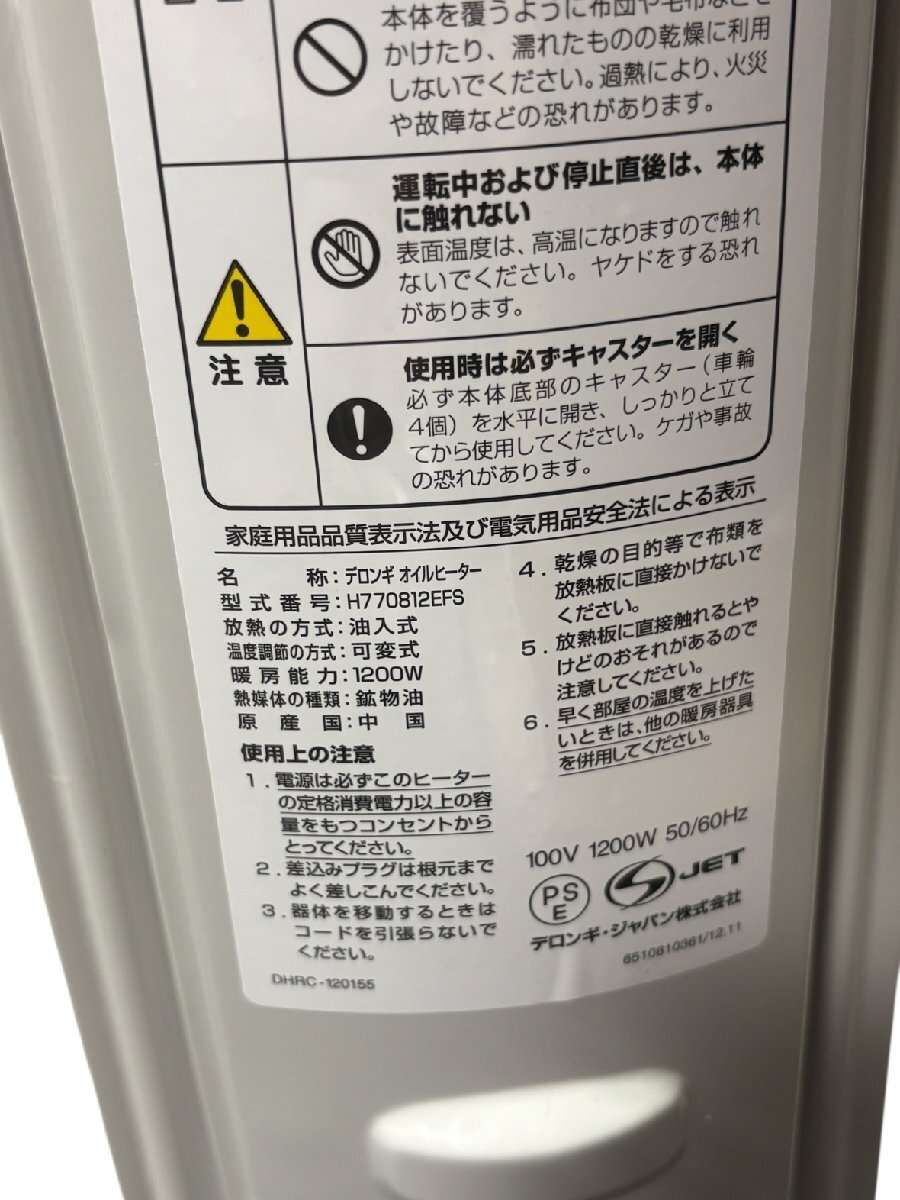 本体を覆うように布団や毛布などを
かけたり、濡れたものの乾燥に利用
しないでください。過熱により、火災
や故障などの恐れがあります。
運転中および停止直後は、本体
に触れない
表面温度は、高温になりますので触れ
ないでください。ヤケドをする恐れ
があります。
注意
使用時は必ずキャスターを開く
必ず本体底部のキャスター(車輪
4個)を水平に開き、しっかりと立て
てから使用してください。ケガや事故
の恐れがあります。
家庭用品品質表示法及び電気用品安全法による表示
名称:デロンギ オイルヒーター
型式番号:H770812EFS
放熱の方式:油入式
温度調節の方式:可変式
暖房能力:1200W
熱媒体の種類:鉱物油
原産国:中国
使用上の注意
1.電源は必ずこのヒーター
の定格消費電力以上の容
量をもつコンセントから
とってください。
2.差込みプラグは根元まで
よく差しこんでください。
3.器体を移動するときは
コードを引張らないで
ください。
4.乾燥の目的等で布類を
放熱板に直接かけないで
ください。
5.放熱板に直接触れるとや
けどのおそれがあるので
注意してください。
6.早く部屋の温度を上げた
いときは、他の暖房器具
を併用してください。
100V 1200W 50/60Hz
PS
E
JET
デロンギ・ジャパン株式会社
6510810361/12.11
DHRC-120155